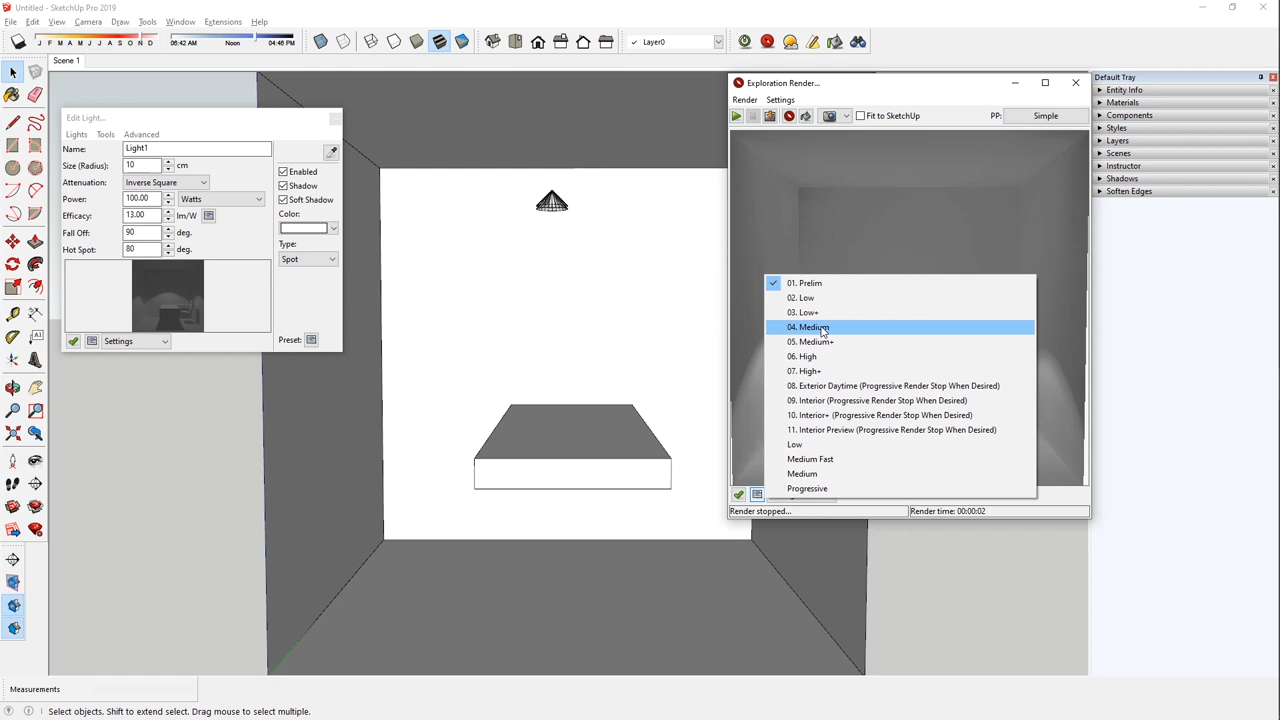 Untitled - SketchUp Pro 2019
File Edit View Camera Draw Tools Window Extensions Help
J F M A M J J A S O N D 06:42 AM Noon 04:46 PM Layer0
Scene 1
Edit Light...
Lights Tools Advanced
Name: Light1
Size (Radius): 10 cm
Attenuation: Inverse Square
Power: 100.00 Watts
Efficacy: 13.00 lm/W
Fall Off: 90 deg.
Hot Spot: 80 deg.
Enabled
Shadow
Soft Shadow
Color:
Type:
Spot
Preset:
Settings
Exploration Render...
Render Settings
Fit to SketchUp PP: Simple
01. Prelim
02. Low
03. Low+
04. Medium
05. Medium+
06. High
07. High+
08. Exterior Daytime (Progressive Render Stop When Desired)
09. Interior (Progressive Render Stop When Desired)
10. Interior+ (Progressive Render Stop When Desired)
11. Interior Preview (Progressive Render Stop When Desired)
Low
Medium Fast
Medium
Progressive
Render stopped... Render time: 00:00:02
Default Tray
Entity Info
Materials
Components
Styles
Layers
Scenes
Instructor
Shadows
Soften Edges
Measurements
Select objects. Shift to extend select. Drag mouse to select multiple.